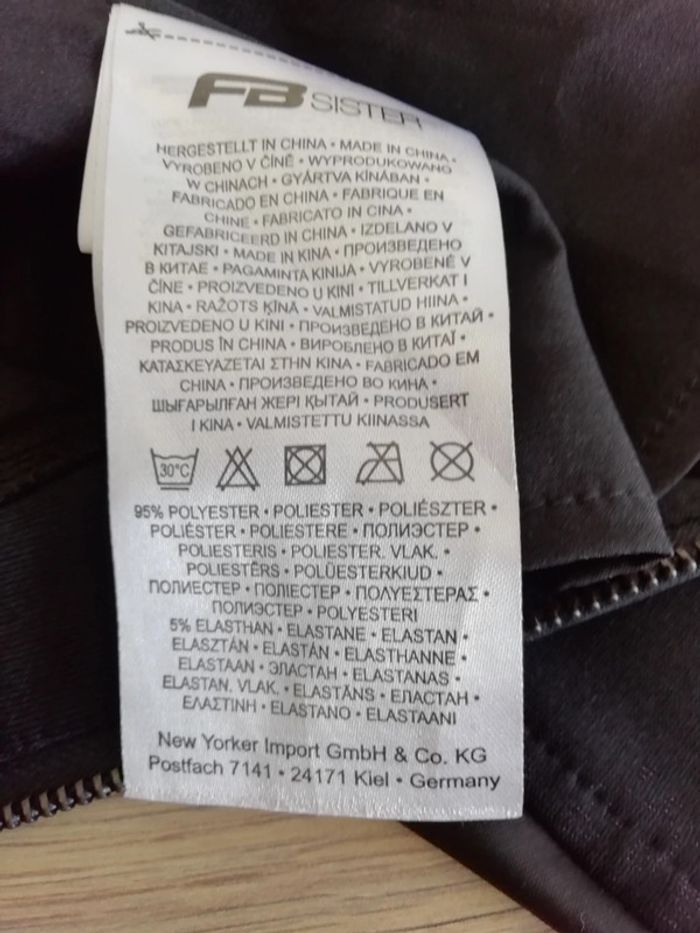 FB SISTER
HERGESTELLT IN CHINA • MADE IN CHINA •
VYROBENO V ČÍNĚ • WYPRODUKOWANO
W CHINACH • GYÁRTVA KÍNÁBAN •
FABRICADO EN CHINA • FABRIQUE EN
CHINE • FABRICATO IN CINA •
GEFABRICEERD IN CHINA • IZDELANO V
KITAJSKI • MADE IN KINA • ПРОИЗВЕДЕНО
В КИТАЕ • PAGAMINTA KINIJA • VYROBENÉ V
ČÍNE • PROIZVEDENO U KINI • TILLVERKAT I
KINA • RAŽOTS ĶĪNĀ • VALMISTATUD HIINA •
PROIZVEDENO U KINI • ПРОИЗВЕДЕНО В КИТАЙ •
PRODUS ÎN CHINA • ВИРОБЛЕНО В КИТАЇ •
ΚΑΤΑΣΚΕΥΑΖΕΤΑΙ ΣΤΗΝ ΚΙΝΑ • FABRICADO EM
CHINA • ПРОИЗВЕДЕНО ВО КИНА •
ШЫҒАРЫЛҒАН ЖЕРІ ҚЫТАЙ • PRODUSERT
I KINA • VALMISTETTU KIINASSA
30°C
95% POLYESTER • POLIESTER • POLIÉSZTER •
POLIÉSTER • POLIESTERE • ПОЛИЭСТЕР •
POLIESTERIS • POLIESTER. VLAK. •
POLIESTĒRS • POLÜESTERKIUD •
ПОЛИЕСТЕР • ПОЛІЕСТЕР • ΠΟΛΥΕΣΤΕΡΑΣ •
ПОЛИЭСТЕР • POLYESTERI
5% ELASTHAN • ELASTANE • ELASTAN •
ELASZTÁN • ELASTÁN • ELASTHANNE •
ELASTAAN • ЭЛАСТАН • ELASTANAS •
ELASTAN. VLAK. • ELASTĀNS • ЕЛАСТАН •
ΕΛΑΣΤΙΝΗ • ELASTANO • ELASTAANI
New Yorker Import GmbH & Co. KG
Postfach 7141 • 24171 Kiel • Germany